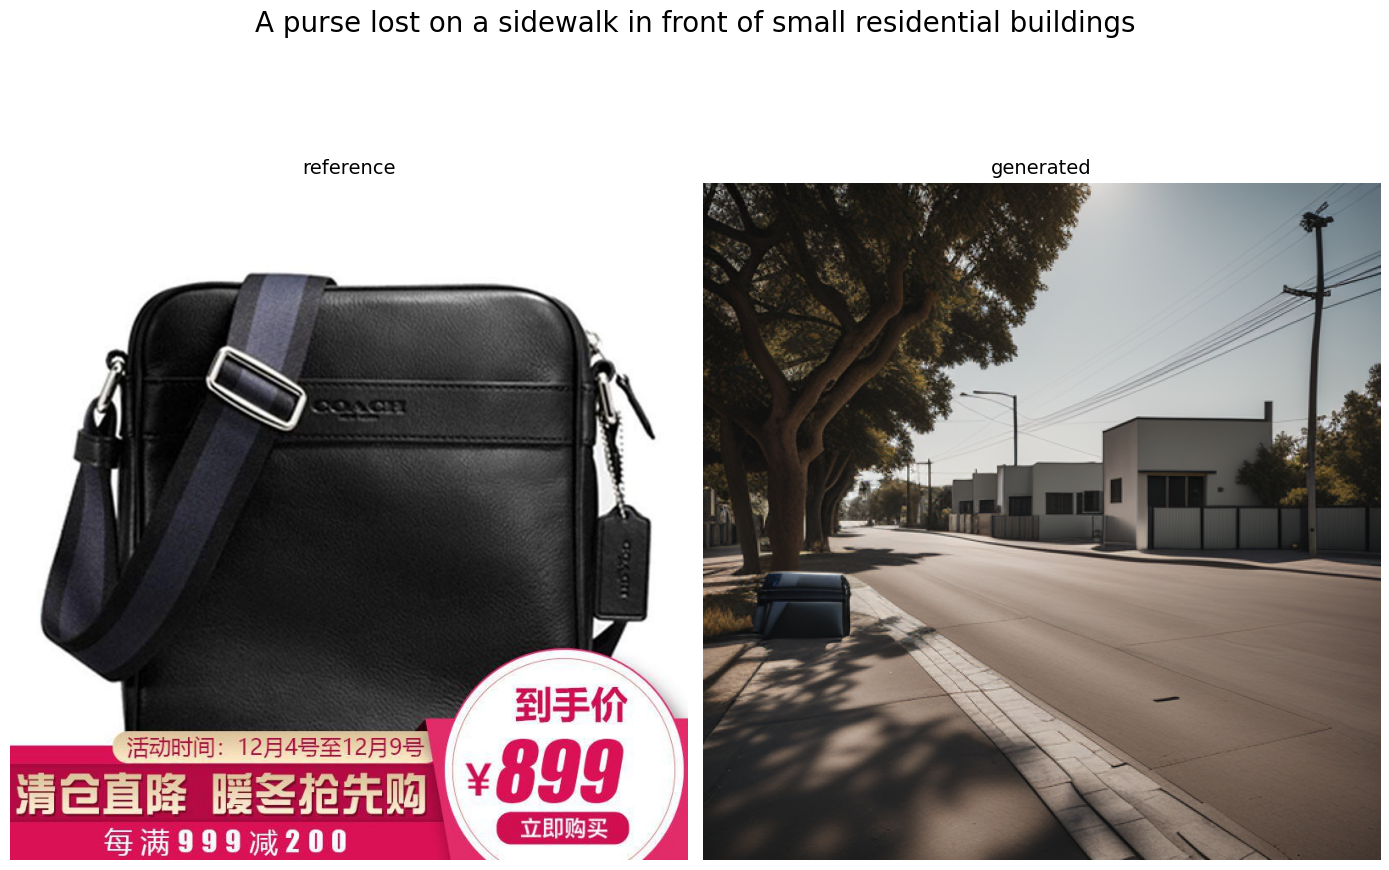 A purse lost on a sidewalk in front of small residential buildings
reference
generated
COACH
COACH
到手价
活动时间：12月4号至12月9号
¥899
清仓直降 暖冬抢先购
立即购买
每满999减200